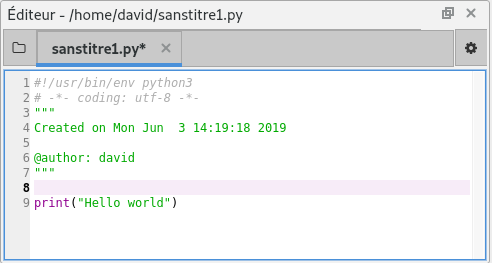 Éditeur - /home/david/sanstitre1.py
sanstitre1.py*
1 #!/usr/bin/env python3
2 # -*- coding: utf-8 -*-
3 """
4 Created on Mon Jun  3 14:19:18 2019
5
6 @author: david
7 """
8
9 print("Hello world")